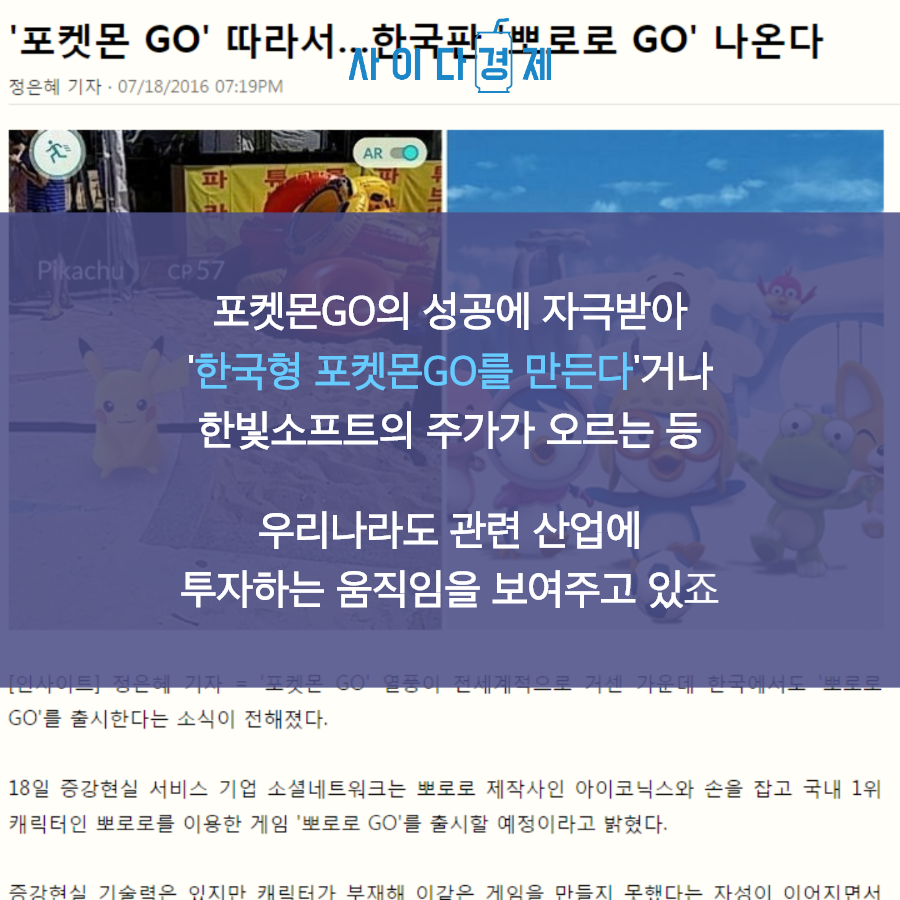 '포켓몬 GO' 따라서...한국판 '뽀로로 GO' 나온다
사이다경제
정은혜 기자 · 07/18/2016 07:19PM
AR
파
Pikachu / CP 57
포켓몬GO의 성공에 자극받아
'한국형 포켓몬GO를 만든다'거나
한빛소프트의 주가가 오르는 등
우리나라도 관련 산업에
투자하는 움직임을 보여주고 있죠
[인사이트] 정은혜 기자 = '포켓몬 GO' 열풍이 전세계적으로 거센 가운데 한국에서도 '뽀로로
GO'를 출시한다는 소식이 전해졌다.
18일 증강현실 서비스 기업 소셜네트워크는 뽀로로 제작사인 아이코닉스와 손을 잡고 국내 1위
캐릭터인 뽀로로를 이용한 게임 '뽀로로 GO'를 출시할 예정이라고 밝혔다.
증강현실 기술력은 있지만 캐릭터가 부재해 이같은 게임을 만들지 못했다는 자성이 이어지면서